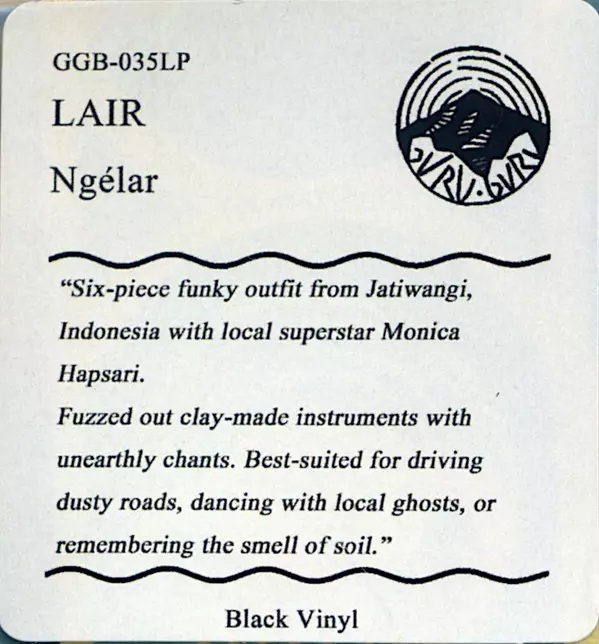 GGB-035LP
LAIR
Ngélar
GURU·GURU
“Six-piece funky outfit from Jatiwangi,
Indonesia with local superstar Monica
Hapsari.
Fuzzed out clay-made instruments with
unearthly chants. Best-suited for driving
dusty roads, dancing with local ghosts, or
remembering the smell of soil.”
Black Vinyl